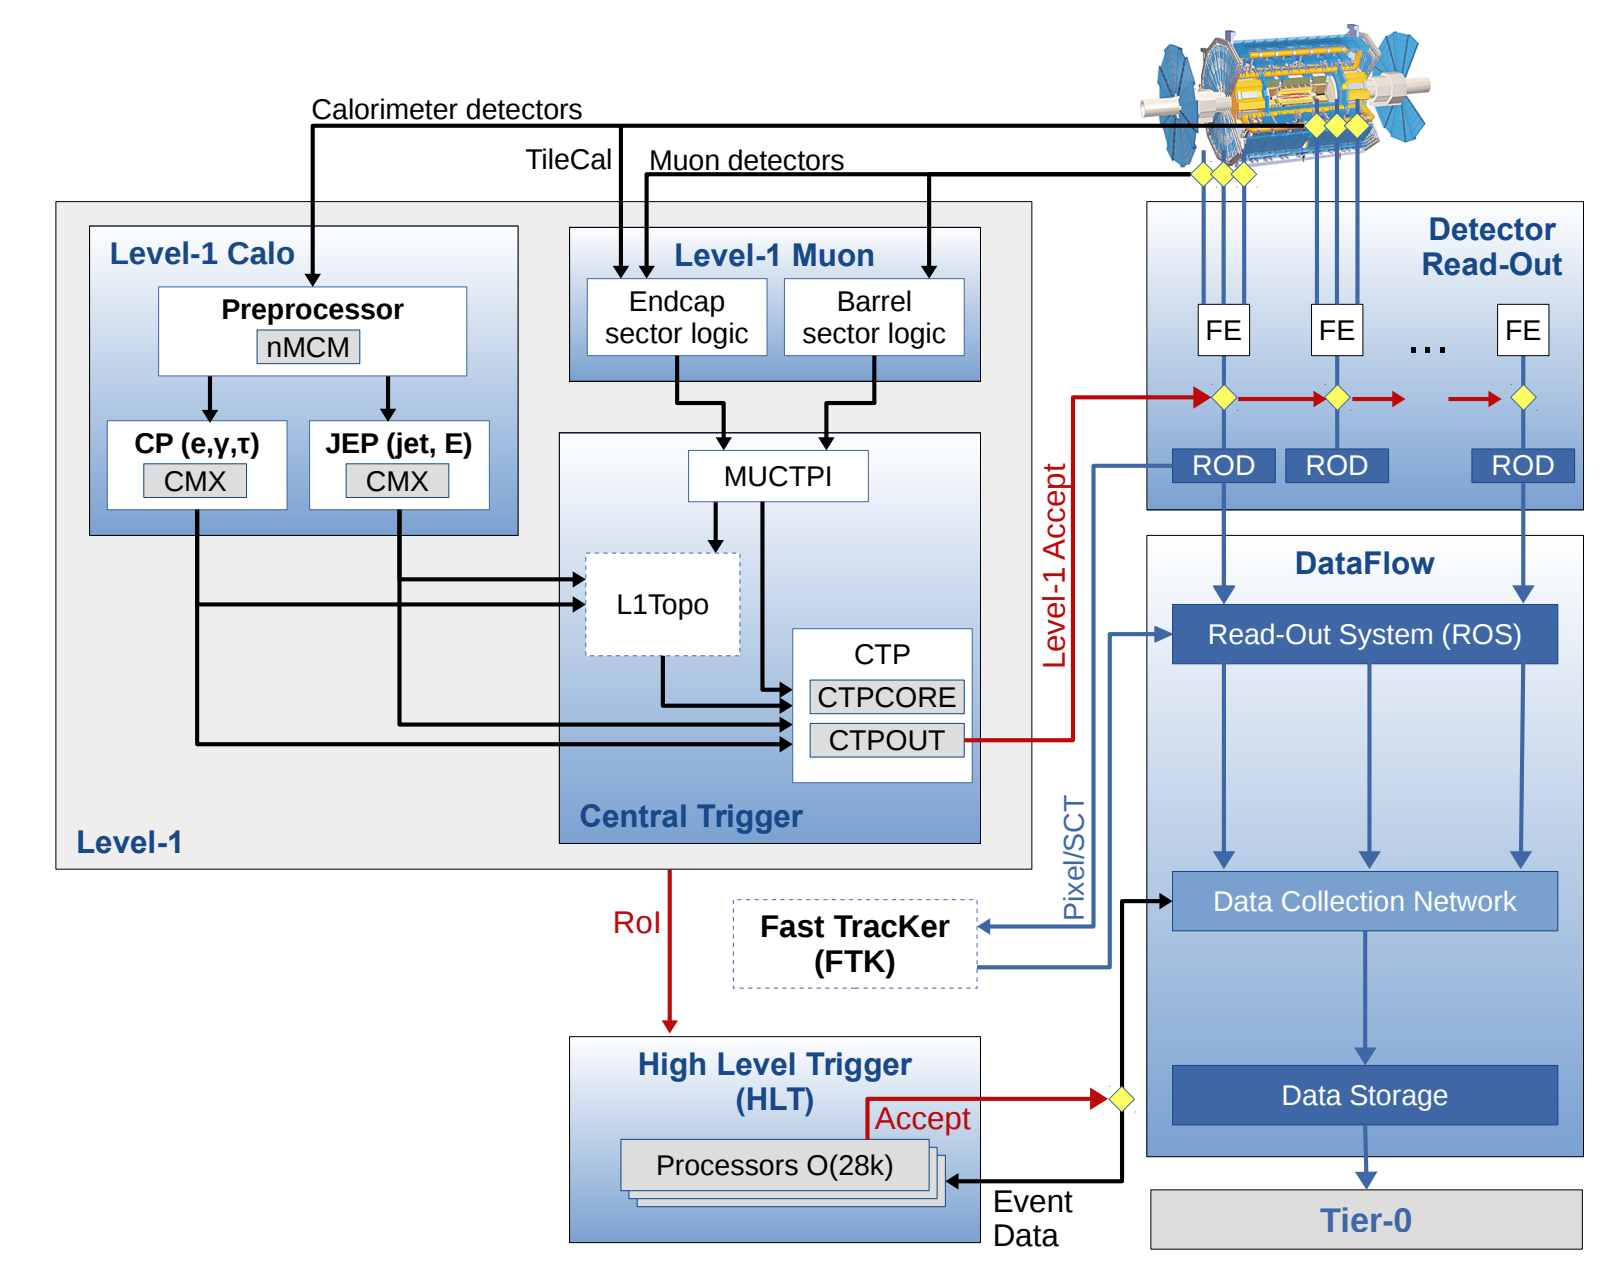 Calorimeter detectors
TileCal
Muon detectors
Level-1 Calo
Preprocessor
nMCM
CP (e,γ,τ)
CMX
JEP (jet, E)
CMX
Level-1 Muon
Endcap
sector logic
Barrel
sector logic
MUCTPI
L1Topo
CTP
CTPCORE
CTPOUT
Central Trigger
Level-1
Level-1 Accept
Detector
Read-Out
FE
FE
...
FE
ROD
ROD
ROD
DataFlow
Read-Out System (ROS)
Data Collection Network
Data Storage
Tier-0
Pixel/SCT
RoI
Fast TracKer
(FTK)
High Level Trigger
(HLT)
Accept
Processors O(28k)
Event
Data